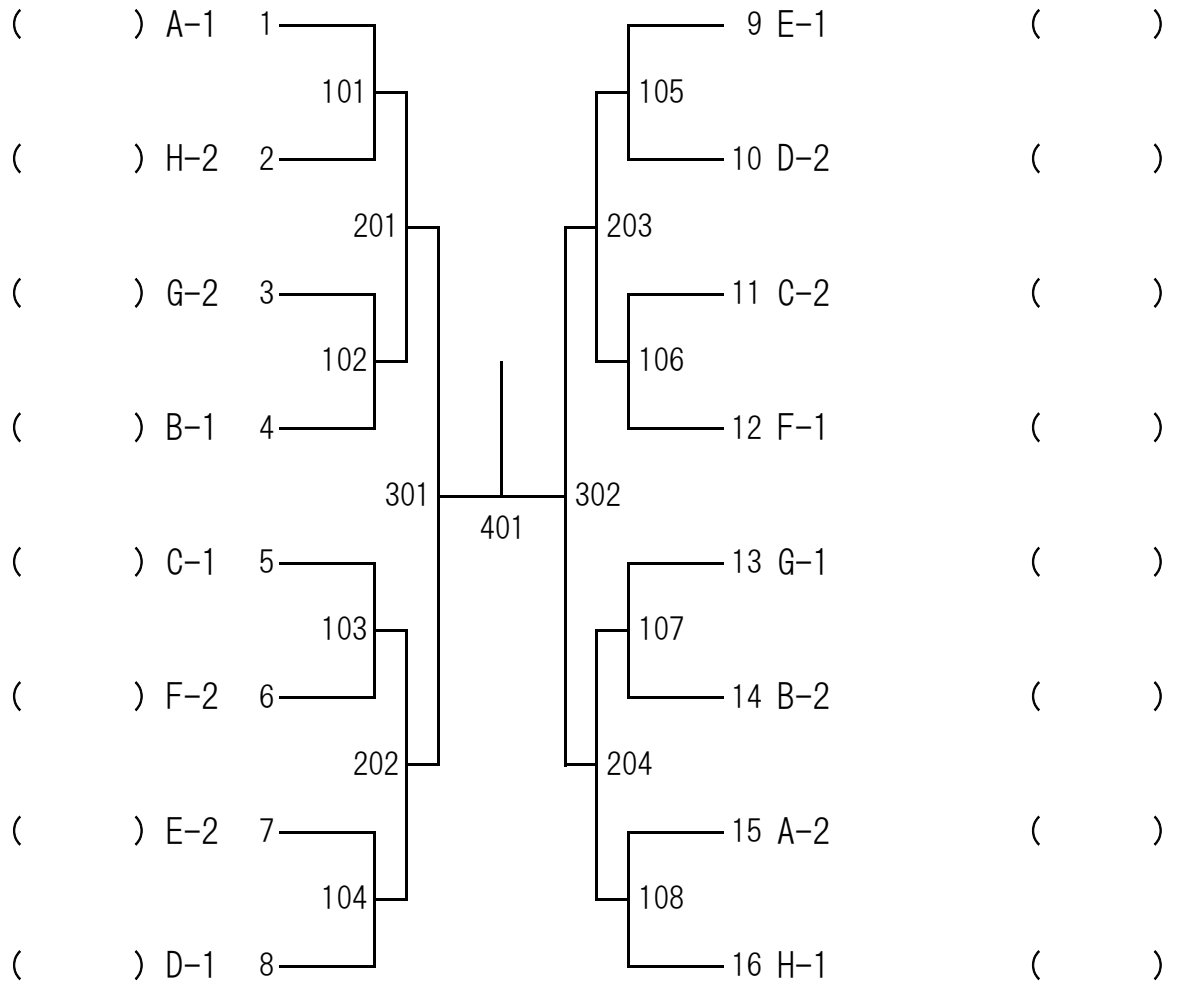 ( ) A-1 1 9 E-1 ( )
101 105
( ) H-2 2 10 D-2 ( )
201 203
( ) G-2 3 11 C-2 ( )
102 106
( ) B-1 4 12 F-1 ( )
301 302
401
( ) C-1 5 13 G-1 ( )
103 107
( ) F-2 6 14 B-2 ( )
202 204
( ) E-2 7 15 A-2 ( )
104 108
( ) D-1 8 16 H-1 ( )